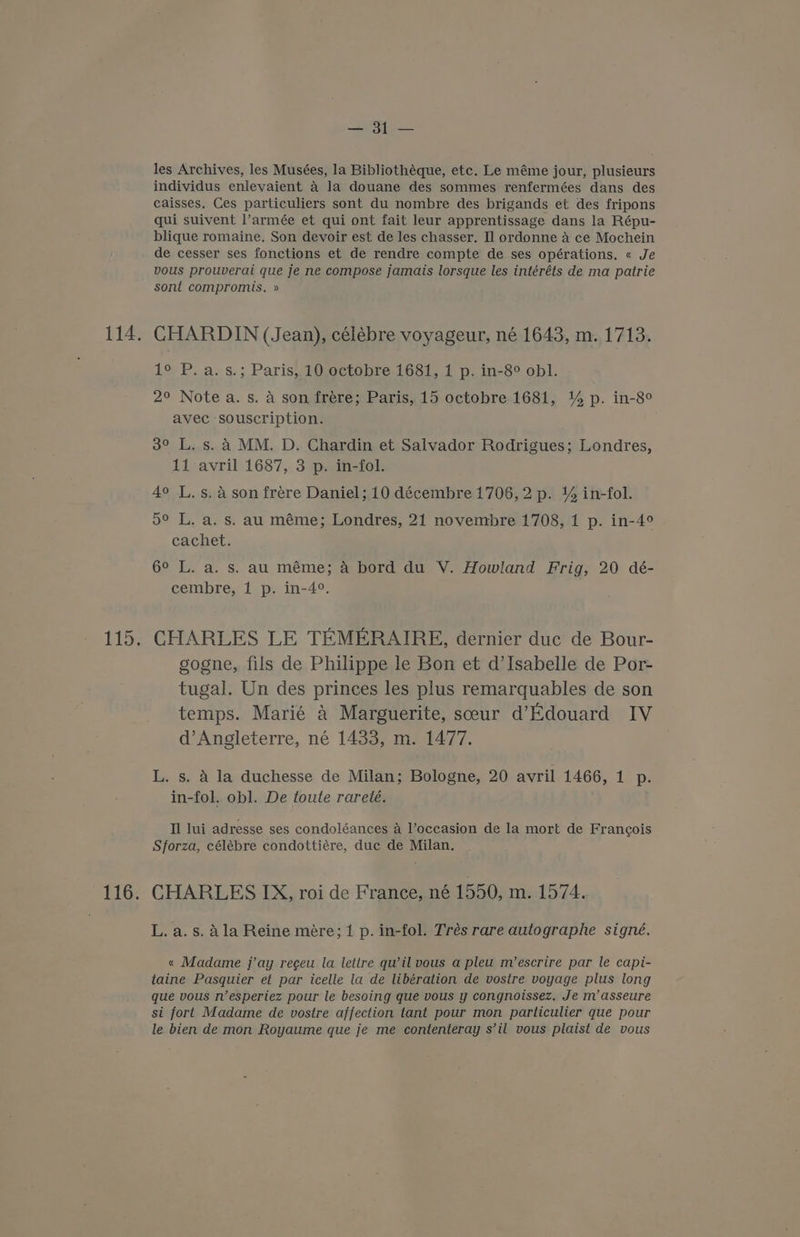 — 31 —
les Archives, les Musées, la Bibliothèque, etc. Le même jour, plusieurs
individus enlevaient à la douane des sommes renfermées dans des
caisses. Ces particuliers sont du nombre des brigands et des fripons
qui suivent l'armée et qui ont fait leur apprentissage dans la Répu-
blique romaine. Son devoir est de les chasser. Il ordonne à ce Mochein
de cesser ses fonctions et de rendre compte de ses opérations. « Je
vous prouverai que je ne compose jamais lorsque les intérêts de ma patrie
sont compromis. »
114. CHARDIN (Jean), célèbre voyageur, né 1643, m. 1713.
1º P. a. s.; Paris, 10 octobre 1681, 1 p. in-8º obl.
2º Note a. s. à son frère; Paris, 15 octobre 1681, ½ p. in-8º
avec souscription.
3º L. s. à MM. D. Chardin et Salvador Rodrigues; Londres,
11 avril 1687, 3 p. in-fol.
4º L. s. à son frère Daniel; 10 décembre 1706, 2 p. ½ in-fol.
5º L. a. s. au même; Londres, 21 novembre 1708, 1 p. in-4º
cachet.
6º L. a. s. au même; à bord du V. Howland Frig, 20 dé-
cembre, 1 p. in-4º.
115. CHARLES LE TÉMÉRAIRE, dernier duc de Bour-
gogne, fils de Philippe le Bon et d'Isabelle de Por-
tugal. Un des princes les plus remarquables de son
temps. Marié à Marguerite, sœur d'Édouard IV
d'Angleterre, né 1433, m. 1477.
L. s. à la duchesse de Milan; Bologne, 20 avril 1466, 1 p.
in-fol. obl. De toute rareté.
Il lui adresse ses condoléances à l'occasion de la mort de François
Sforza, célèbre condottière, duc de Milan.
116. CHARLES IX, roi de France, né 1550, m. 1574.
L. a. s. à la Reine mère; 1 p. in-fol. Très rare autographe signé.
« Madame j'ay reçeu la lettre qu'il vous a pleu m'escrire par le capi-
taine Pasquier et par icelle la de libération de vostre voyage plus long
que vous n'esperiez pour le besoing que vous y congnoissez. Je m'asseure
si fort Madame de vostre affection tant pour mon particulier que pour
le bien de mon Royaume que je me contenteray s'il vous plaist de vous